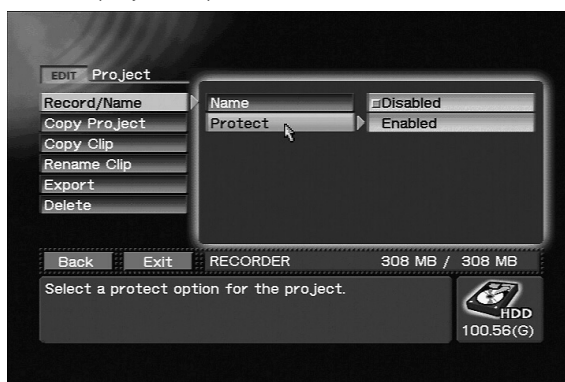 EDIT Project
Record/Name
Name
Disabled
Copy Project
Protect
Enabled
Copy Clip
Rename Clip
Export
Delete
Back
Exit
RECORDER
308 MB / 308 MB
Select a protect option for the project.
HDD
100.56(G)